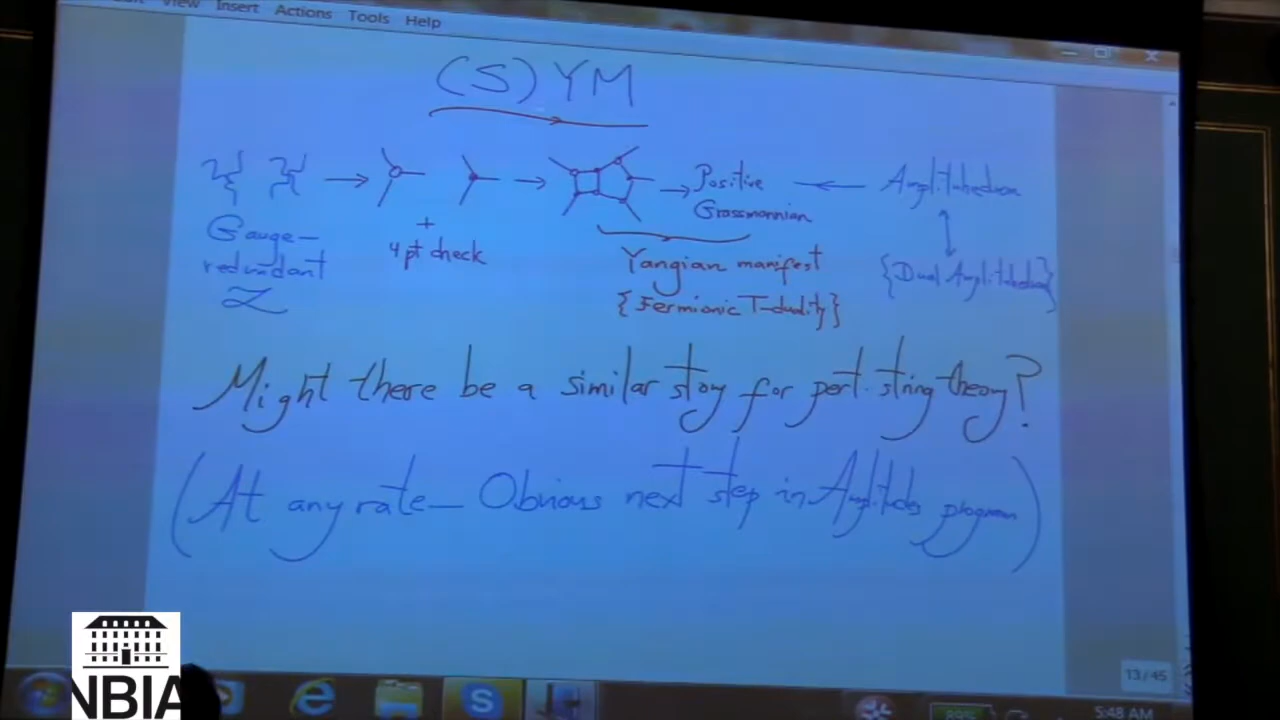 View Insert Actions Tools Help
(S)YM
Gauge-
redundant
+
4 pt check
Positive
Grassmannian
Yangian manifest
{Fermionic T-duality}
Amplituhedron
{Dual Amplituhedron}
Might there be a similar story for pert. string theory?
(At any rate— Obvious next step in Amplitudes program)
13/45
NBIA
5:48 AM